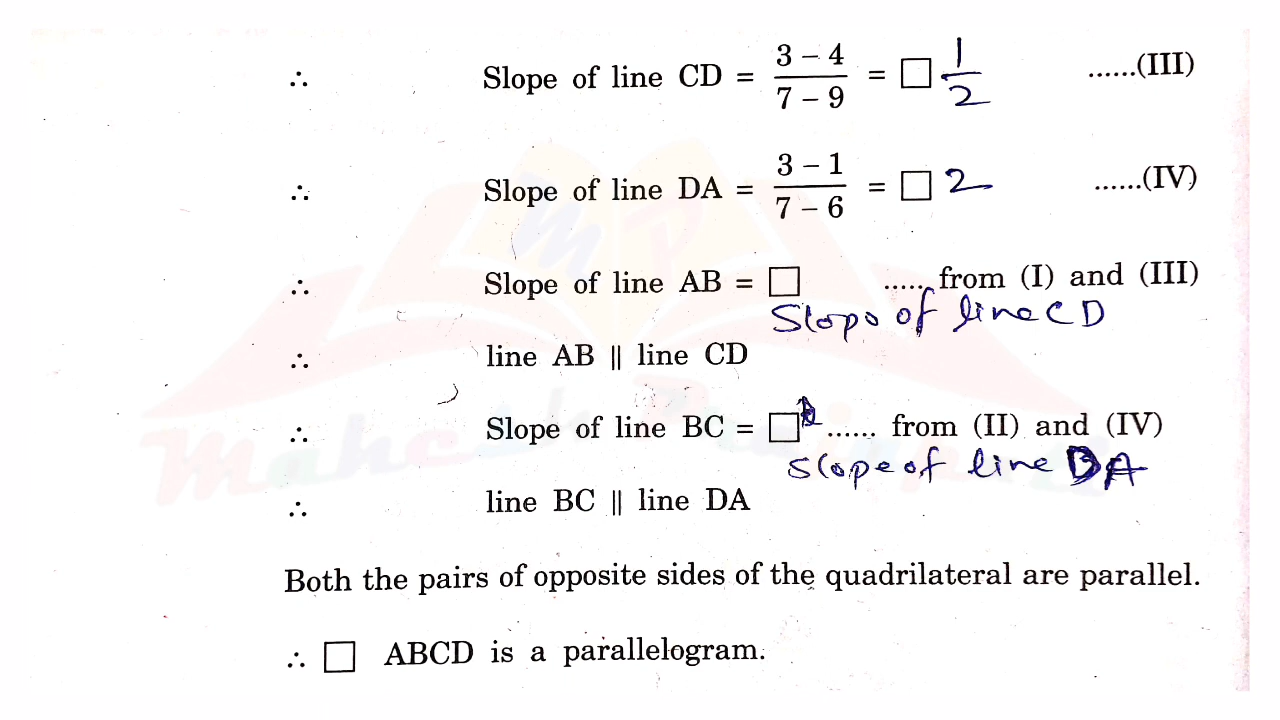 ∴ Slope of line CD = (3 – 4)/(7 – 9) = □ 1/2 ......(III)
∴ Slope of line DA = (3 – 1)/(7 – 6) = □ 2 ......(IV)
∴ Slope of line AB = □ ..... from (I) and (III)
Slope of line CD
∴ line AB || line CD
∴ Slope of line BC = □ ...... from (II) and (IV)
Slope of line DA
∴ line BC || line DA
Both the pairs of opposite sides of the quadrilateral are parallel.
∴ □ ABCD is a parallelogram.